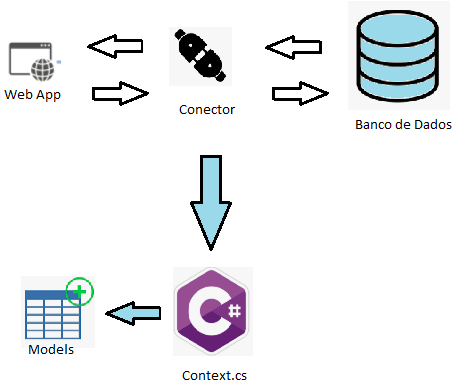 Web App
Conector
Banco de Dados
C#
Models
Context.cs